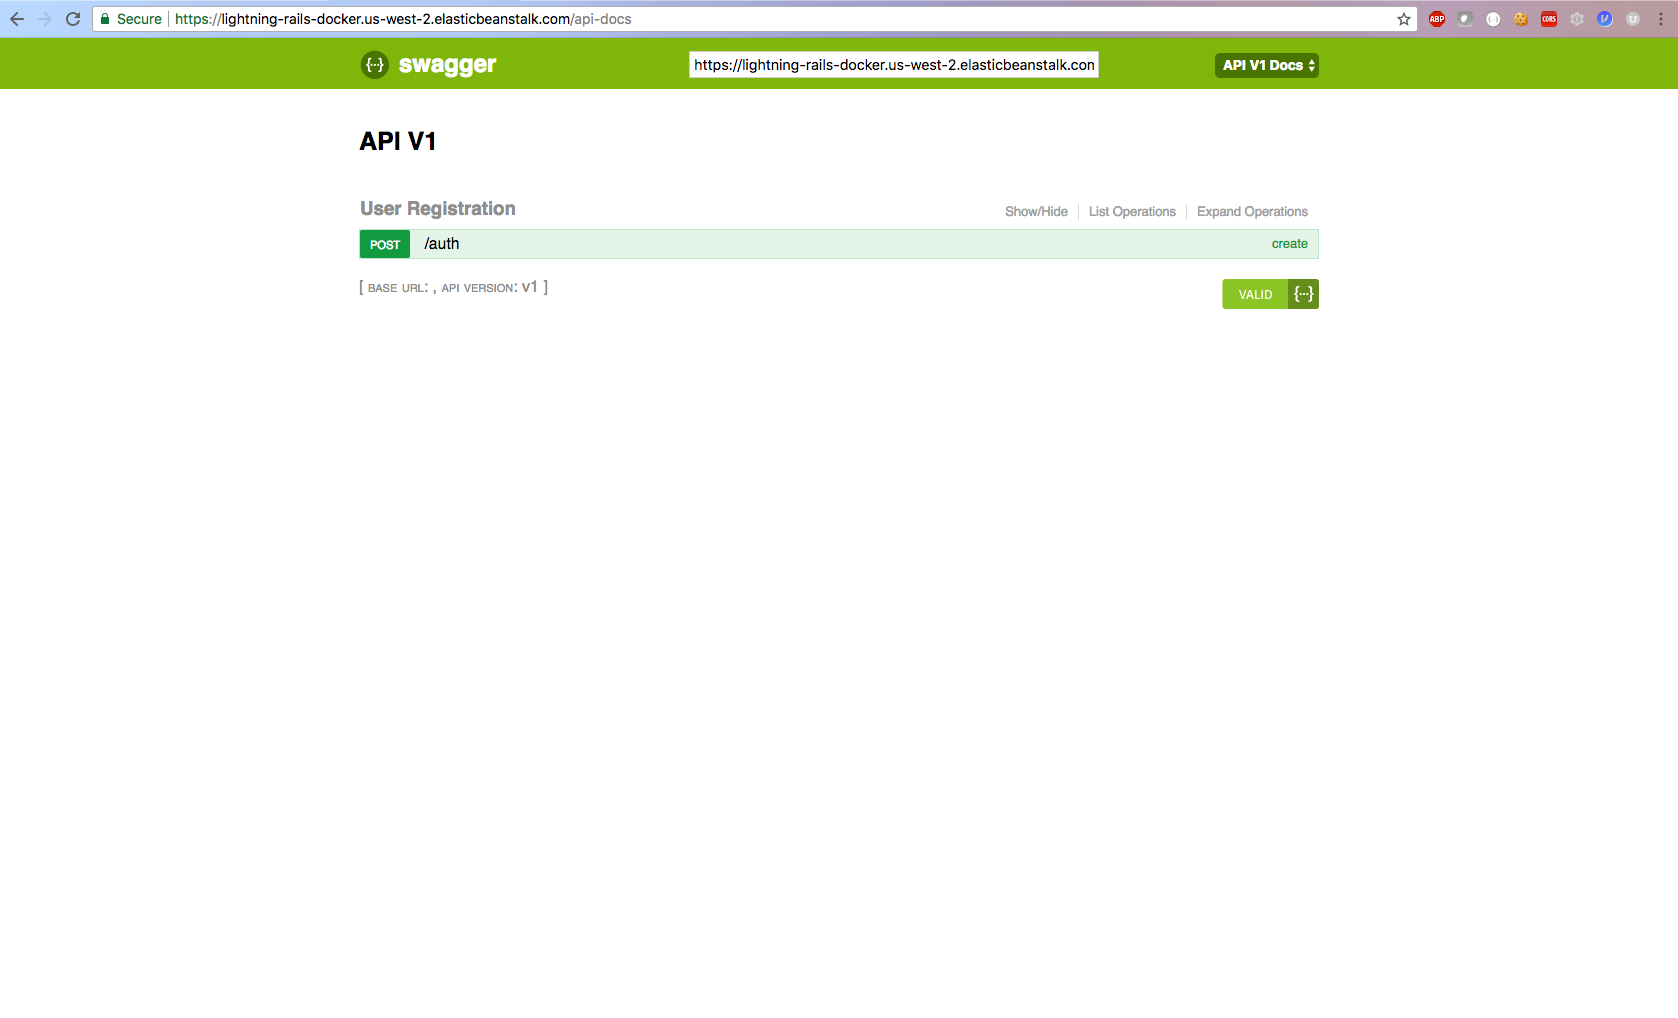 Secure https://lightning-rails-docker.us-west-2.elasticbeanstalk.com/api-docs ABP CORS
{···} swagger https://lightning-rails-docker.us-west-2.elasticbeanstalk.con API V1 Docs
API V1
User Registration Show/Hide List Operations Expand Operations
POST /auth create
[ BASE URL: , API VERSION: V1 ] VALID {···}